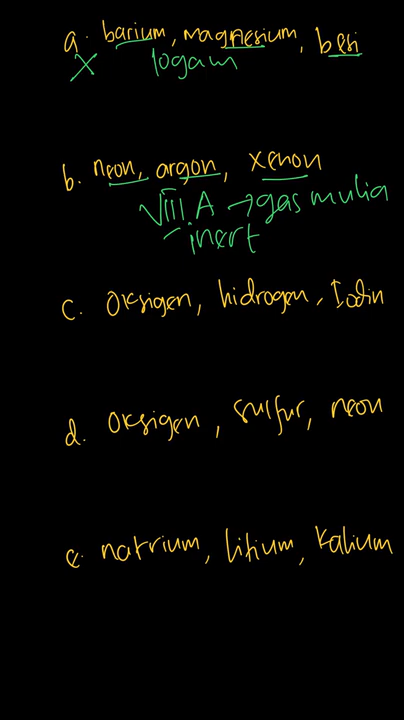 a. barium, magnesium, besi
X logam
b. neon, argon, xenon
VIII A → gas mulia
- inert
c. Oksigen, hidrogen, Iodin
d. Oksigen, sulfur, neon
e. natrium, litium, kalium